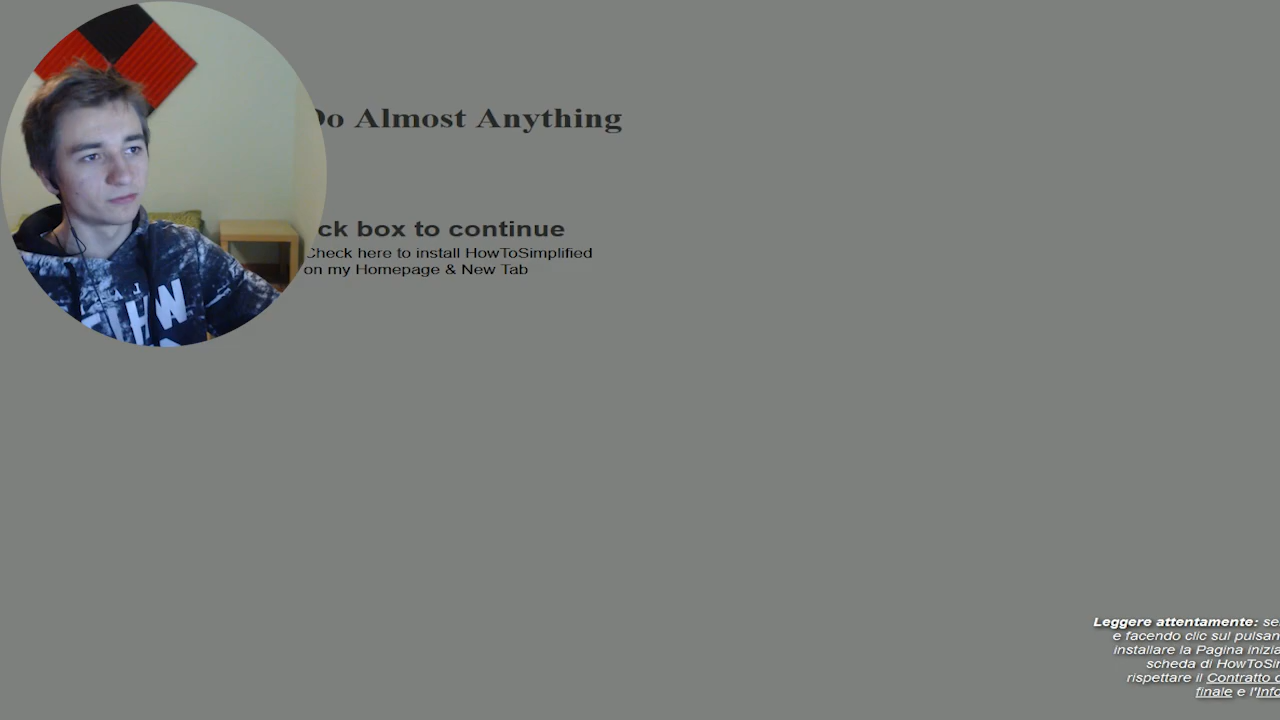 Do Almost Anything
ck box to continue
Check here to install HowToSimplified
on my Homepage & New Tab
Leggere attentamente: se
e facendo clic sul pulsan
installare la Pagina inizia
scheda di HowToSi
rispettare il Contratto
finale e l'Info